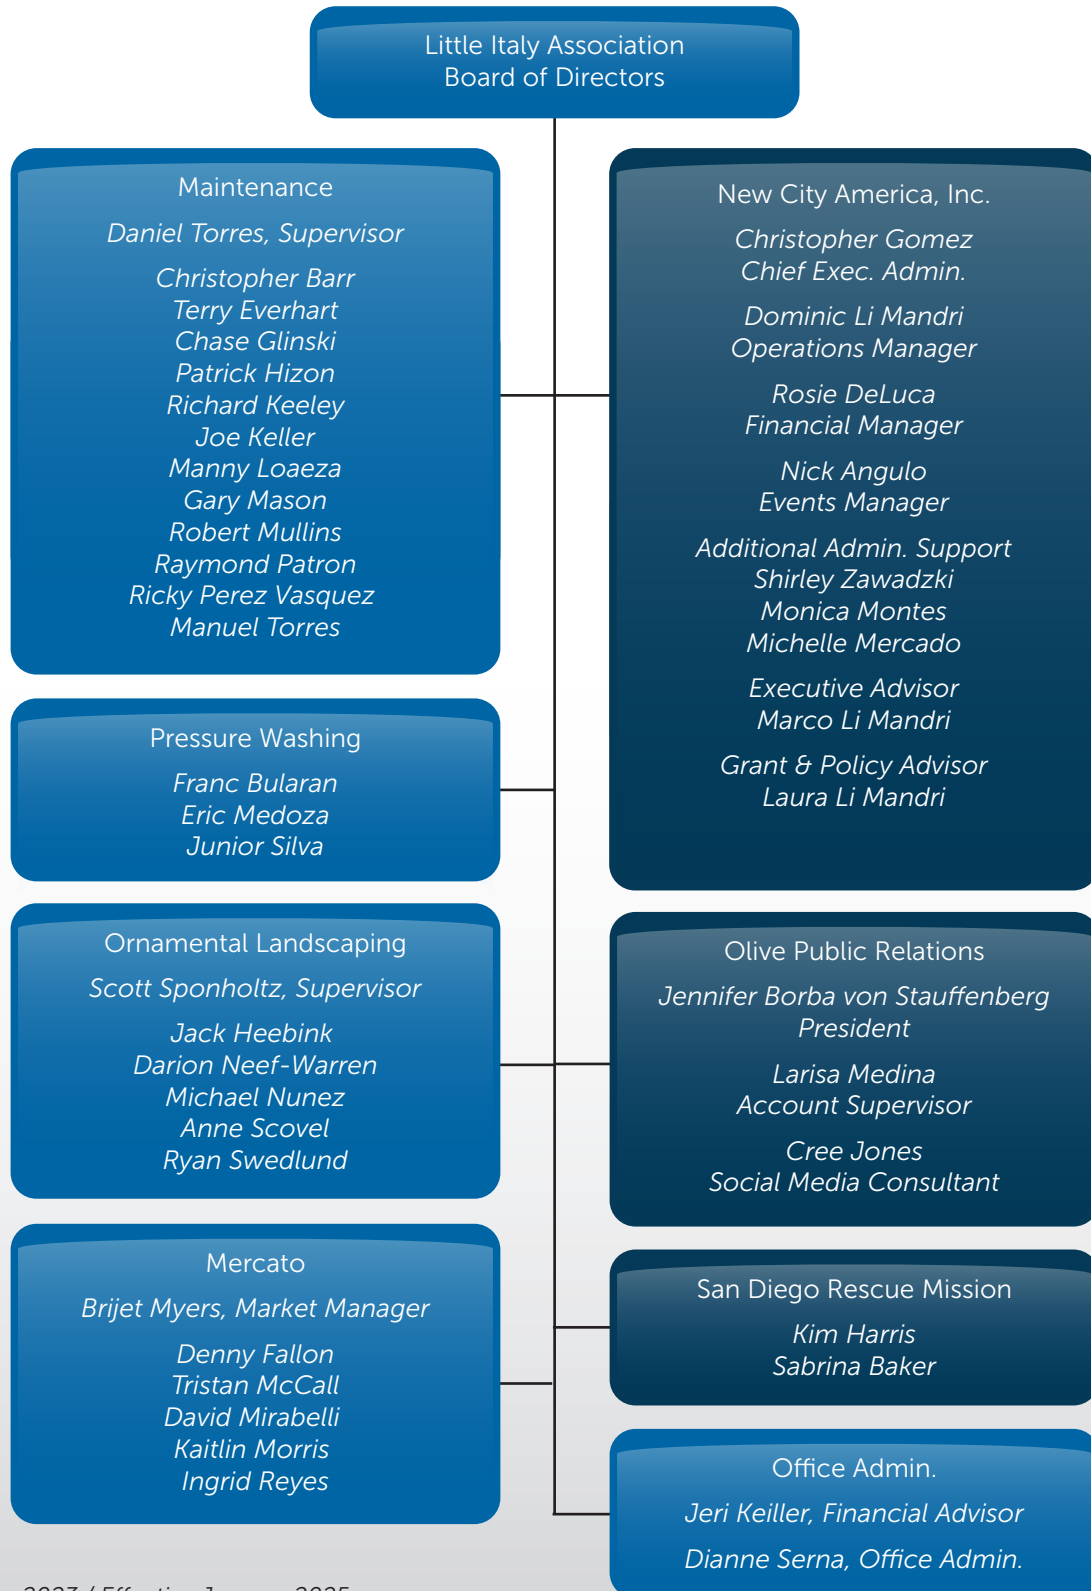 Little Italy Association
Board of Directors
Maintenance
Daniel Torres, Supervisor
Christopher Barr
Terry Everhart
Chase Glinski
Patrick Hizon
Richard Keeley
Joe Keller
Manny Loaeza
Gary Mason
Robert Mullins
Raymond Patron
Ricky Perez Vasquez
Manuel Torres
Pressure Washing
Franc Bularan
Eric Medoza
Junior Silva
Ornamental Landscaping
Scott Sponholtz, Supervisor
Jack Heebink
Darion Neef-Warren
Michael Nunez
Anne Scovel
Ryan Swedlund
Mercato
Brijet Myers, Market Manager
Denny Fallon
Tristan McCall
David Mirabelli
Kaitlin Morris
Ingrid Reyes
New City America, Inc.
Christopher Gomez
Chief Exec. Admin.
Dominic Li Mandri
Operations Manager
Rosie DeLuca
Financial Manager
Nick Angulo
Events Manager
Additional Admin. Support
Shirley Zawadzki
Monica Montes
Michelle Mercado
Executive Advisor
Marco Li Mandri
Grant & Policy Advisor
Laura Li Mandri
Olive Public Relations
Jennifer Borba von Stauffenberg
President
Larisa Medina
Account Supervisor
Cree Jones
Social Media Consultant
San Diego Rescue Mission
Kim Harris
Sabrina Baker
Office Admin.
Jeri Keiller, Financial Advisor
Dianne Serna, Office Admin.